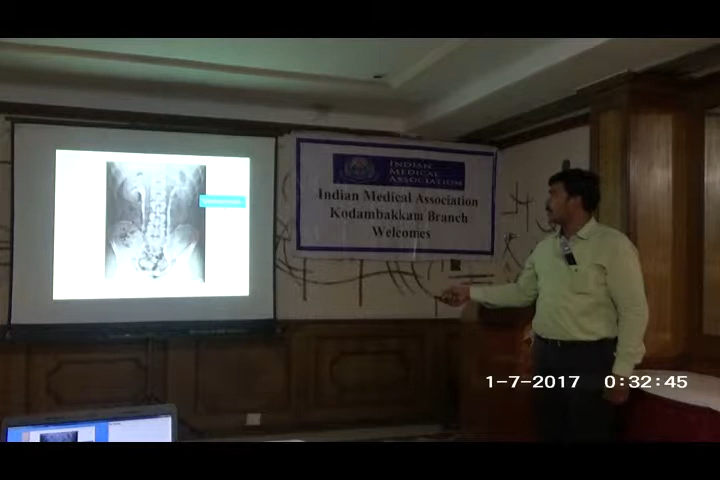 INDIAN
MEDICAL
ASSOCIATION
Indian Medical Association
Kodambakkam Branch
Welcomes
1-7-2017 0:32:45